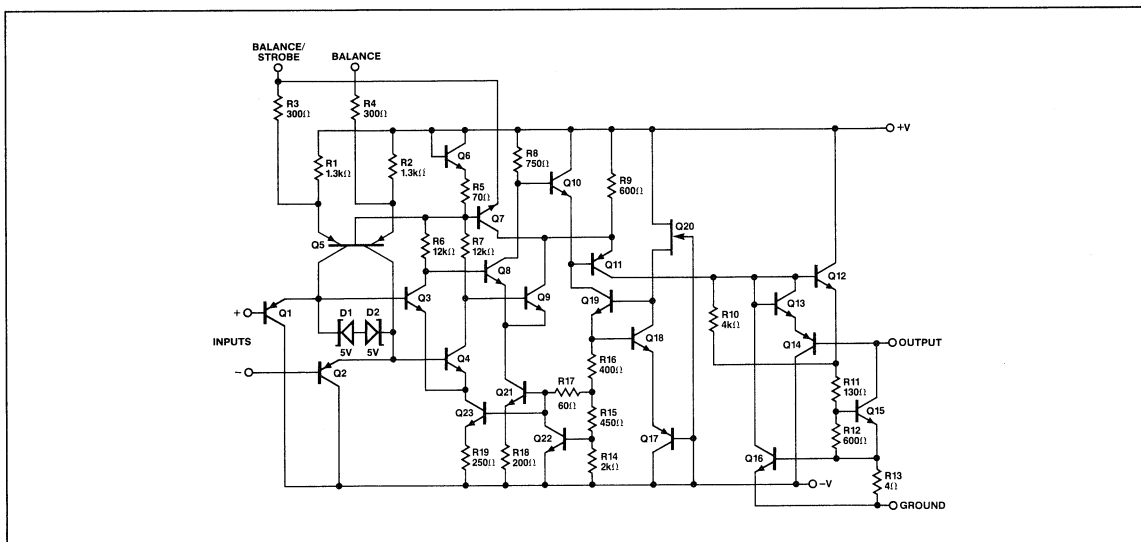 BALANCE/
STROBE
BALANCE
R3
300Ω
R4
300Ω
+V
R1
1.3kΩ
R2
1.3kΩ
Q6
R5
70Ω
R8
750Ω
Q10
R9
600Ω
Q7
Q20
Q5
R6
12kΩ
R7
12kΩ
Q8
Q11
Q12
Q3
Q9
Q19
R10
4kΩ
Q13
+
Q1
D1
D2
Q18
Q14
OUTPUT
INPUTS
5V
5V
Q4
R16
400Ω
−
Q2
Q21
R17
60Ω
R11
130Ω
Q15
Q23
R15
450Ω
Q17
R12
600Ω
Q22
Q16
R19
250Ω
R18
200Ω
R14
2kΩ
R13
4Ω
−V
GROUND